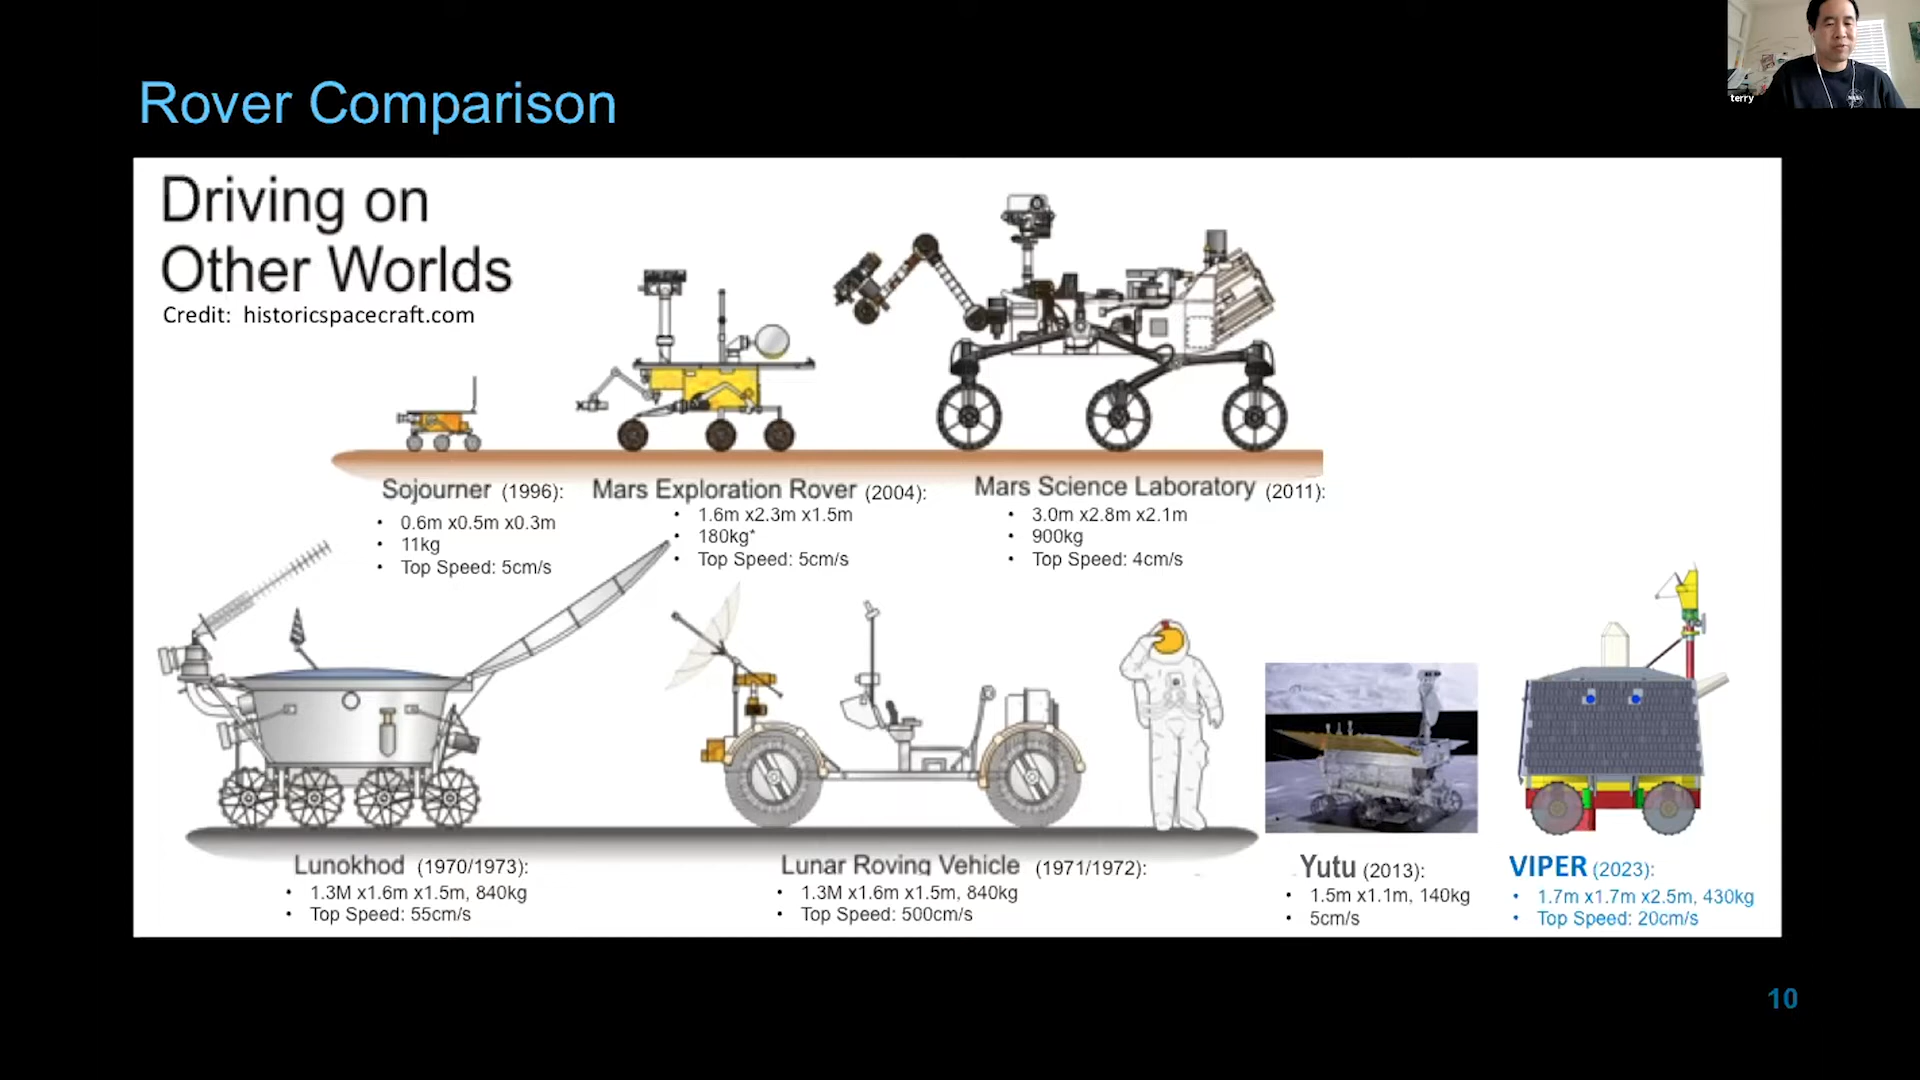 terry
Rover Comparison
Driving on
Other Worlds
Credit: historicspacecraft.com
Sojourner (1996):
• 0.6m x0.5m x0.3m
• 11kg
• Top Speed: 5cm/s
Mars Exploration Rover (2004):
• 1.6m x2.3m x1.5m
• 180kg*
• Top Speed: 5cm/s
Mars Science Laboratory (2011):
• 3.0m x2.8m x2.1m
• 900kg
• Top Speed: 4cm/s
Lunokhod (1970/1973):
• 1.3M x1.6m x1.5m, 840kg
• Top Speed: 55cm/s
Lunar Roving Vehicle (1971/1972):
• 1.3M x1.6m x1.5m, 840kg
• Top Speed: 500cm/s
Yutu (2013):
• 1.5m x1.1m, 140kg
• 5cm/s
VIPER (2023):
• 1.7m x1.7m x2.5m, 430kg
• Top Speed: 20cm/s
10